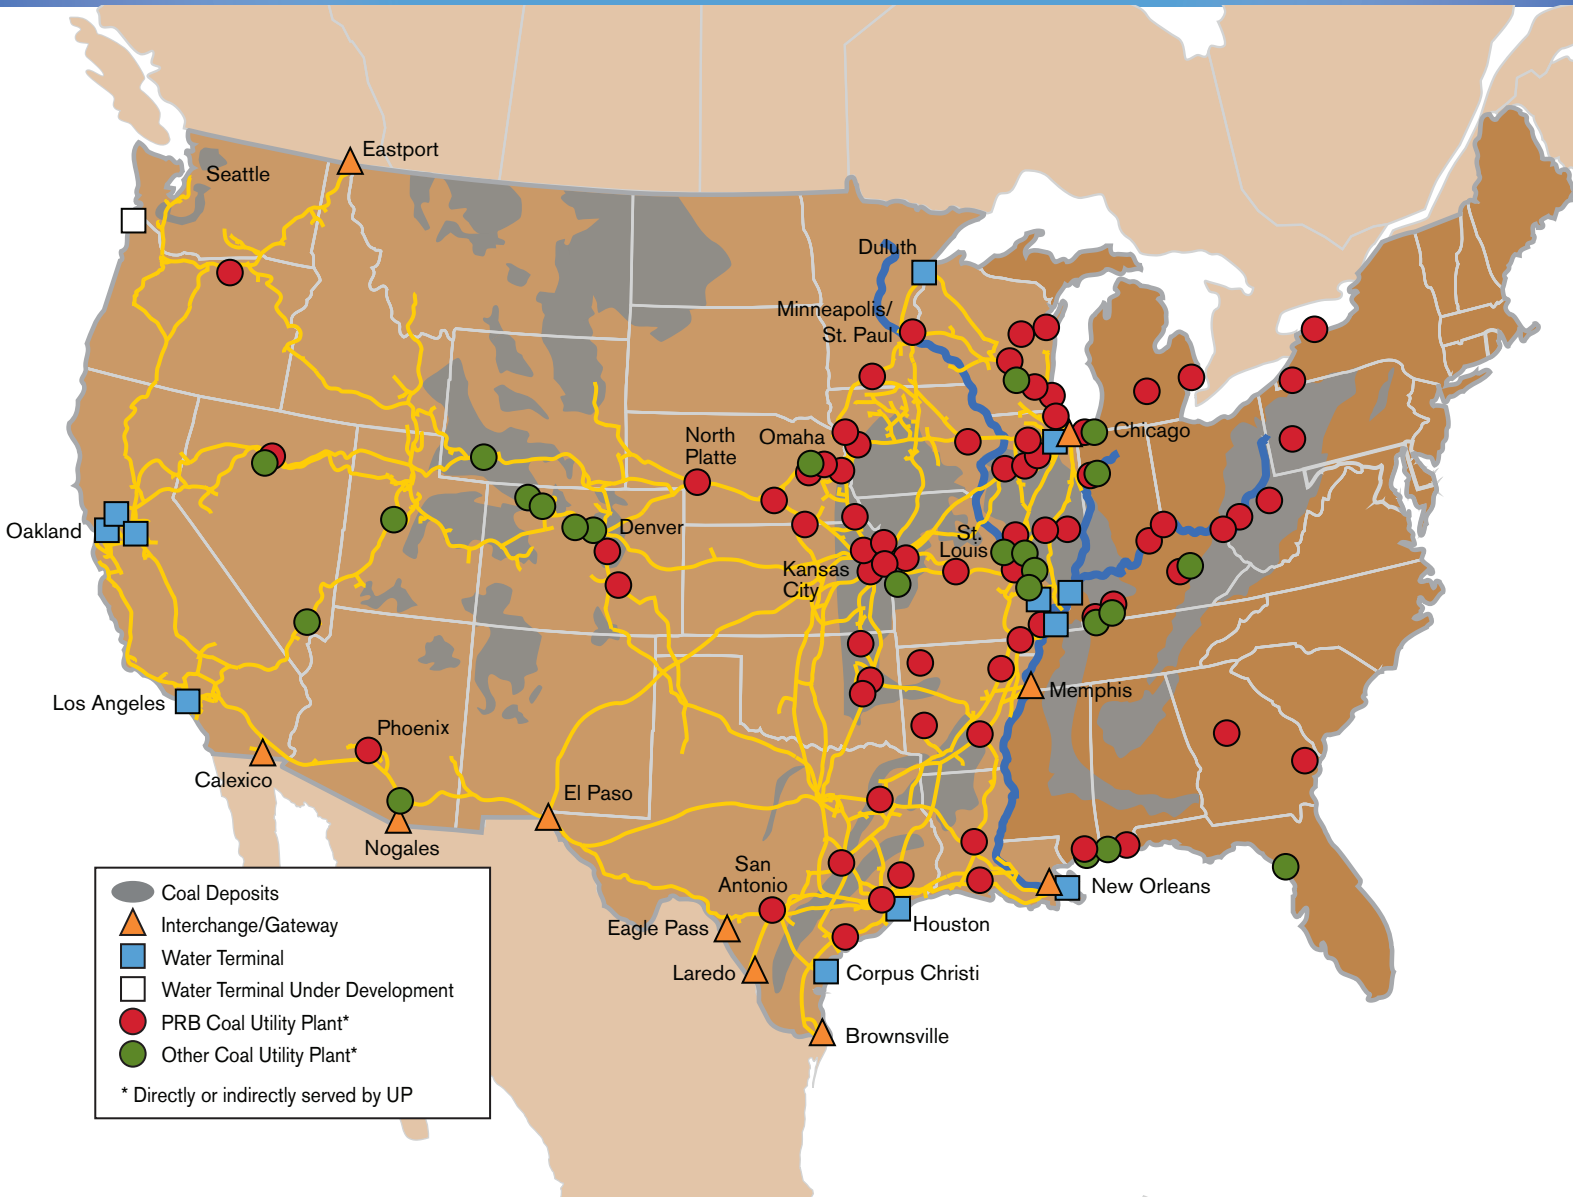 Eastport
Seattle
Duluth
Minneapolis/
St. Paul
North
Platte
Omaha
Chicago
Oakland
Denver
St.
Louis
Kansas
City
Los Angeles
Memphis
Phoenix
Calexico
El Paso
Nogales
San
Antonio
New Orleans
Houston
Eagle Pass
Laredo
Corpus Christi
Brownsville
Coal Deposits
Interchange/Gateway
Water Terminal
Water Terminal Under Development
PRB Coal Utility Plant*
Other Coal Utility Plant*
* Directly or indirectly served by UP